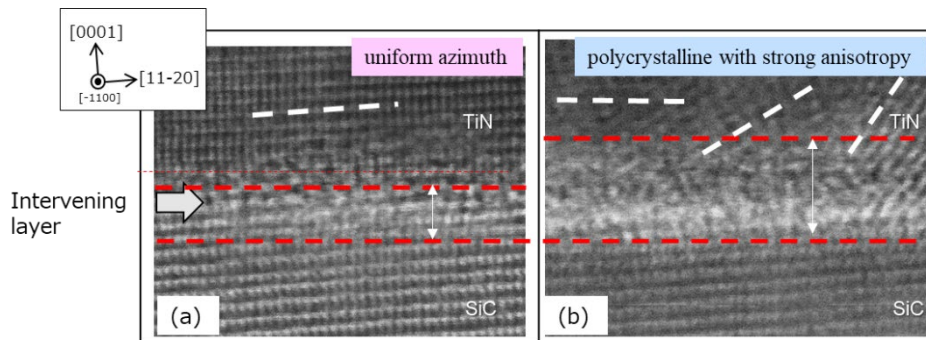 [0001]
[11-20]
[-1100]
uniform azimuth
polycrystalline with strong anisotropy
TiN
TiN
Intervening
layer
SiC
SiC
(a)
(b)